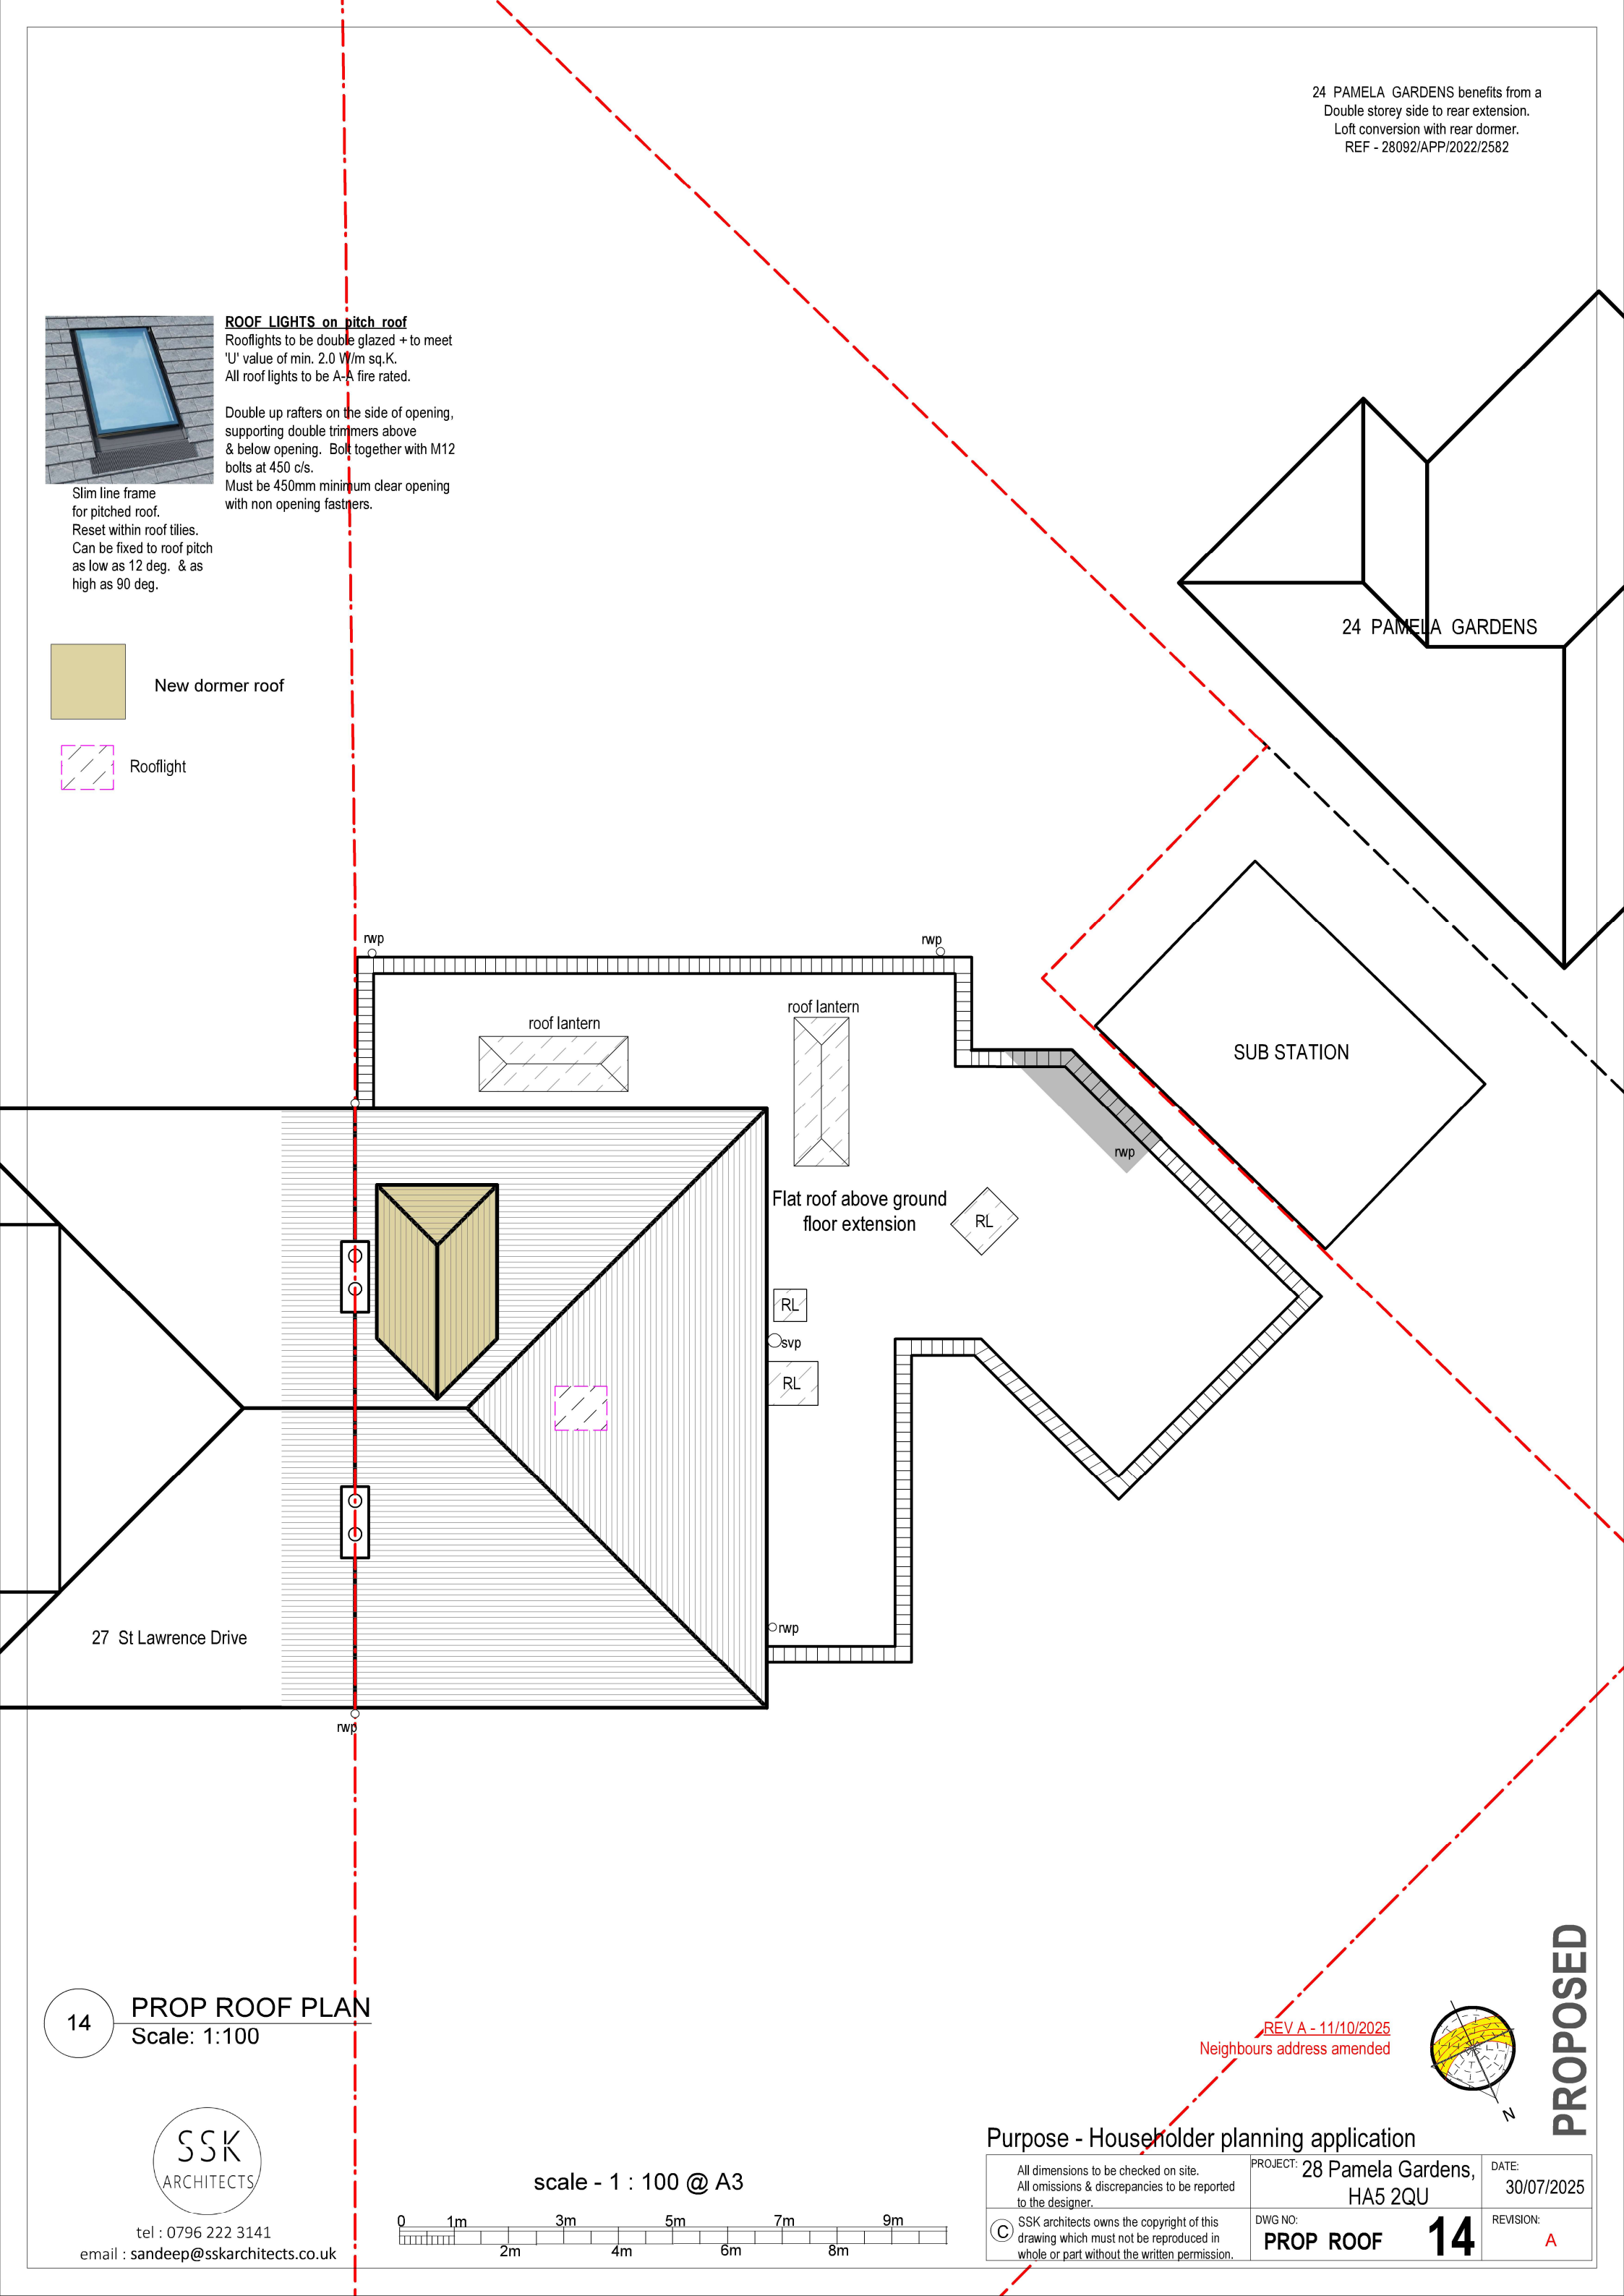 24 PAMELA GARDENS benefits from a
Double storey side to rear extension.
Loft conversion with rear dormer.
REF - 28092/APP/2022/2582
ROOF LIGHTS on pitch roof
Rooflights to be double glazed + to meet
'U' value of min. 2.0 W/m sq.K.
All roof lights to be A-A fire rated.
Double up rafters on the side of opening,
supporting double trimmers above
& below opening. Bolt together with M12
bolts at 450 c/s.
Must be 450mm minimum clear opening
with non opening fastners.
Slim line frame
for pitched roof.
Reset within roof tilies.
Can be fixed to roof pitch
as low as 12 deg. & as
high as 90 deg.
24 PAMELA GARDENS
New dormer roof
Rooflight
rwp
rwp
roof lantern
roof lantern
SUB STATION
rwp
Flat roof above ground
floor extension
RL
RL
svp
RL
rwp
27 St Lawrence Drive
rwp
PROPOSED
14
PROP ROOF PLAN
Scale: 1:100
REV A - 11/10/2025
Neighbours address amended
N
SSK
ARCHITECTS
tel : 0796 222 3141
email : sandeep@sskarchitects.co.uk
scale - 1 : 100 @ A3
0 1m 3m 5m 7m 9m
2m 4m 6m 8m
Purpose - Householder planning application
All dimensions to be checked on site.
All omissions & discrepancies to be reported
to the designer.
C SSK architects owns the copyright of this
drawing which must not be reproduced in
whole or part without the written permission.
PROJECT: 28 Pamela Gardens,
HA5 2QU
DATE:
30/07/2025
DWG NO:
PROP ROOF 14
REVISION:
A